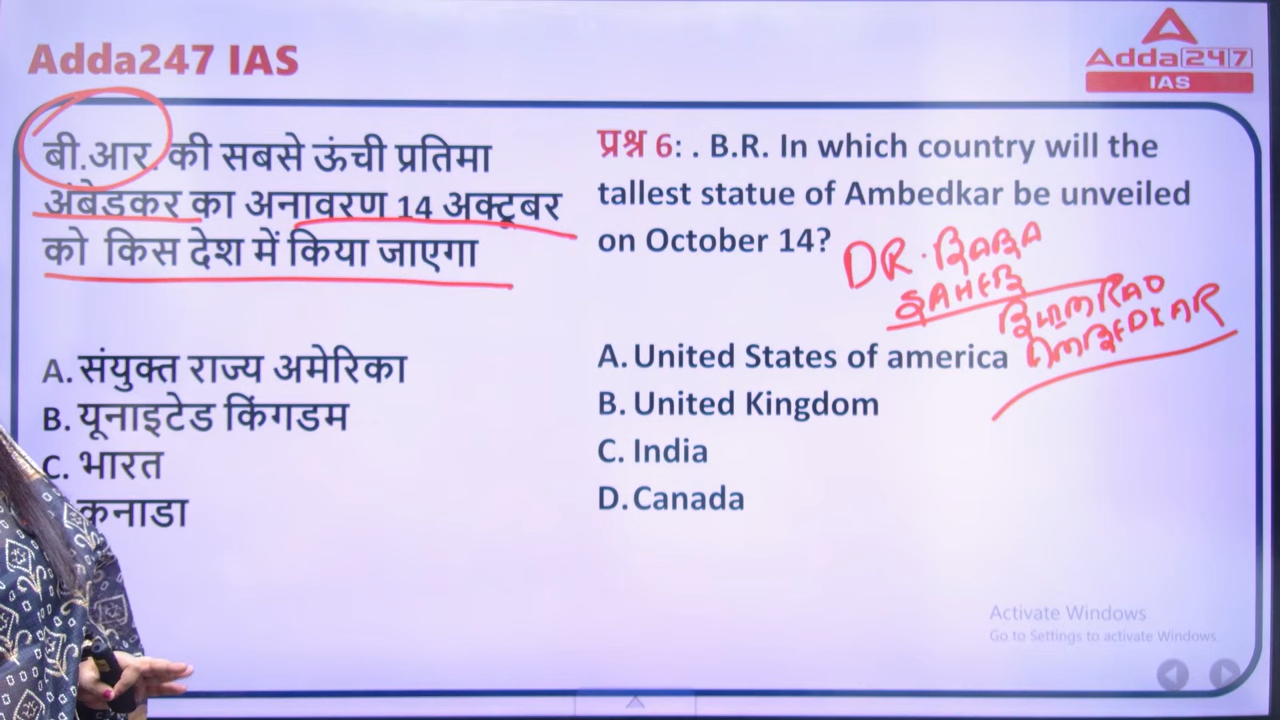 Adda247 IAS
Adda247
IAS
बी.आर. की सबसे ऊंची प्रतिमा
अंबेडकर का अनावरण 14 अक्टूबर
को किस देश में किया जाएगा
A. संयुक्त राज्य अमेरिका
B. यूनाइटेड किंगडम
C. भारत
कनाडा
प्रश्न 6: . B.R. In which country will the
tallest statue of Ambedkar be unveiled
on October 14?
DR. BABA
SAHEB
BHIMRAO
AMBEDKAR
A. United States of america
B. United Kingdom
C. India
D. Canada
Activate Windows
Go to Settings to activate Windows.